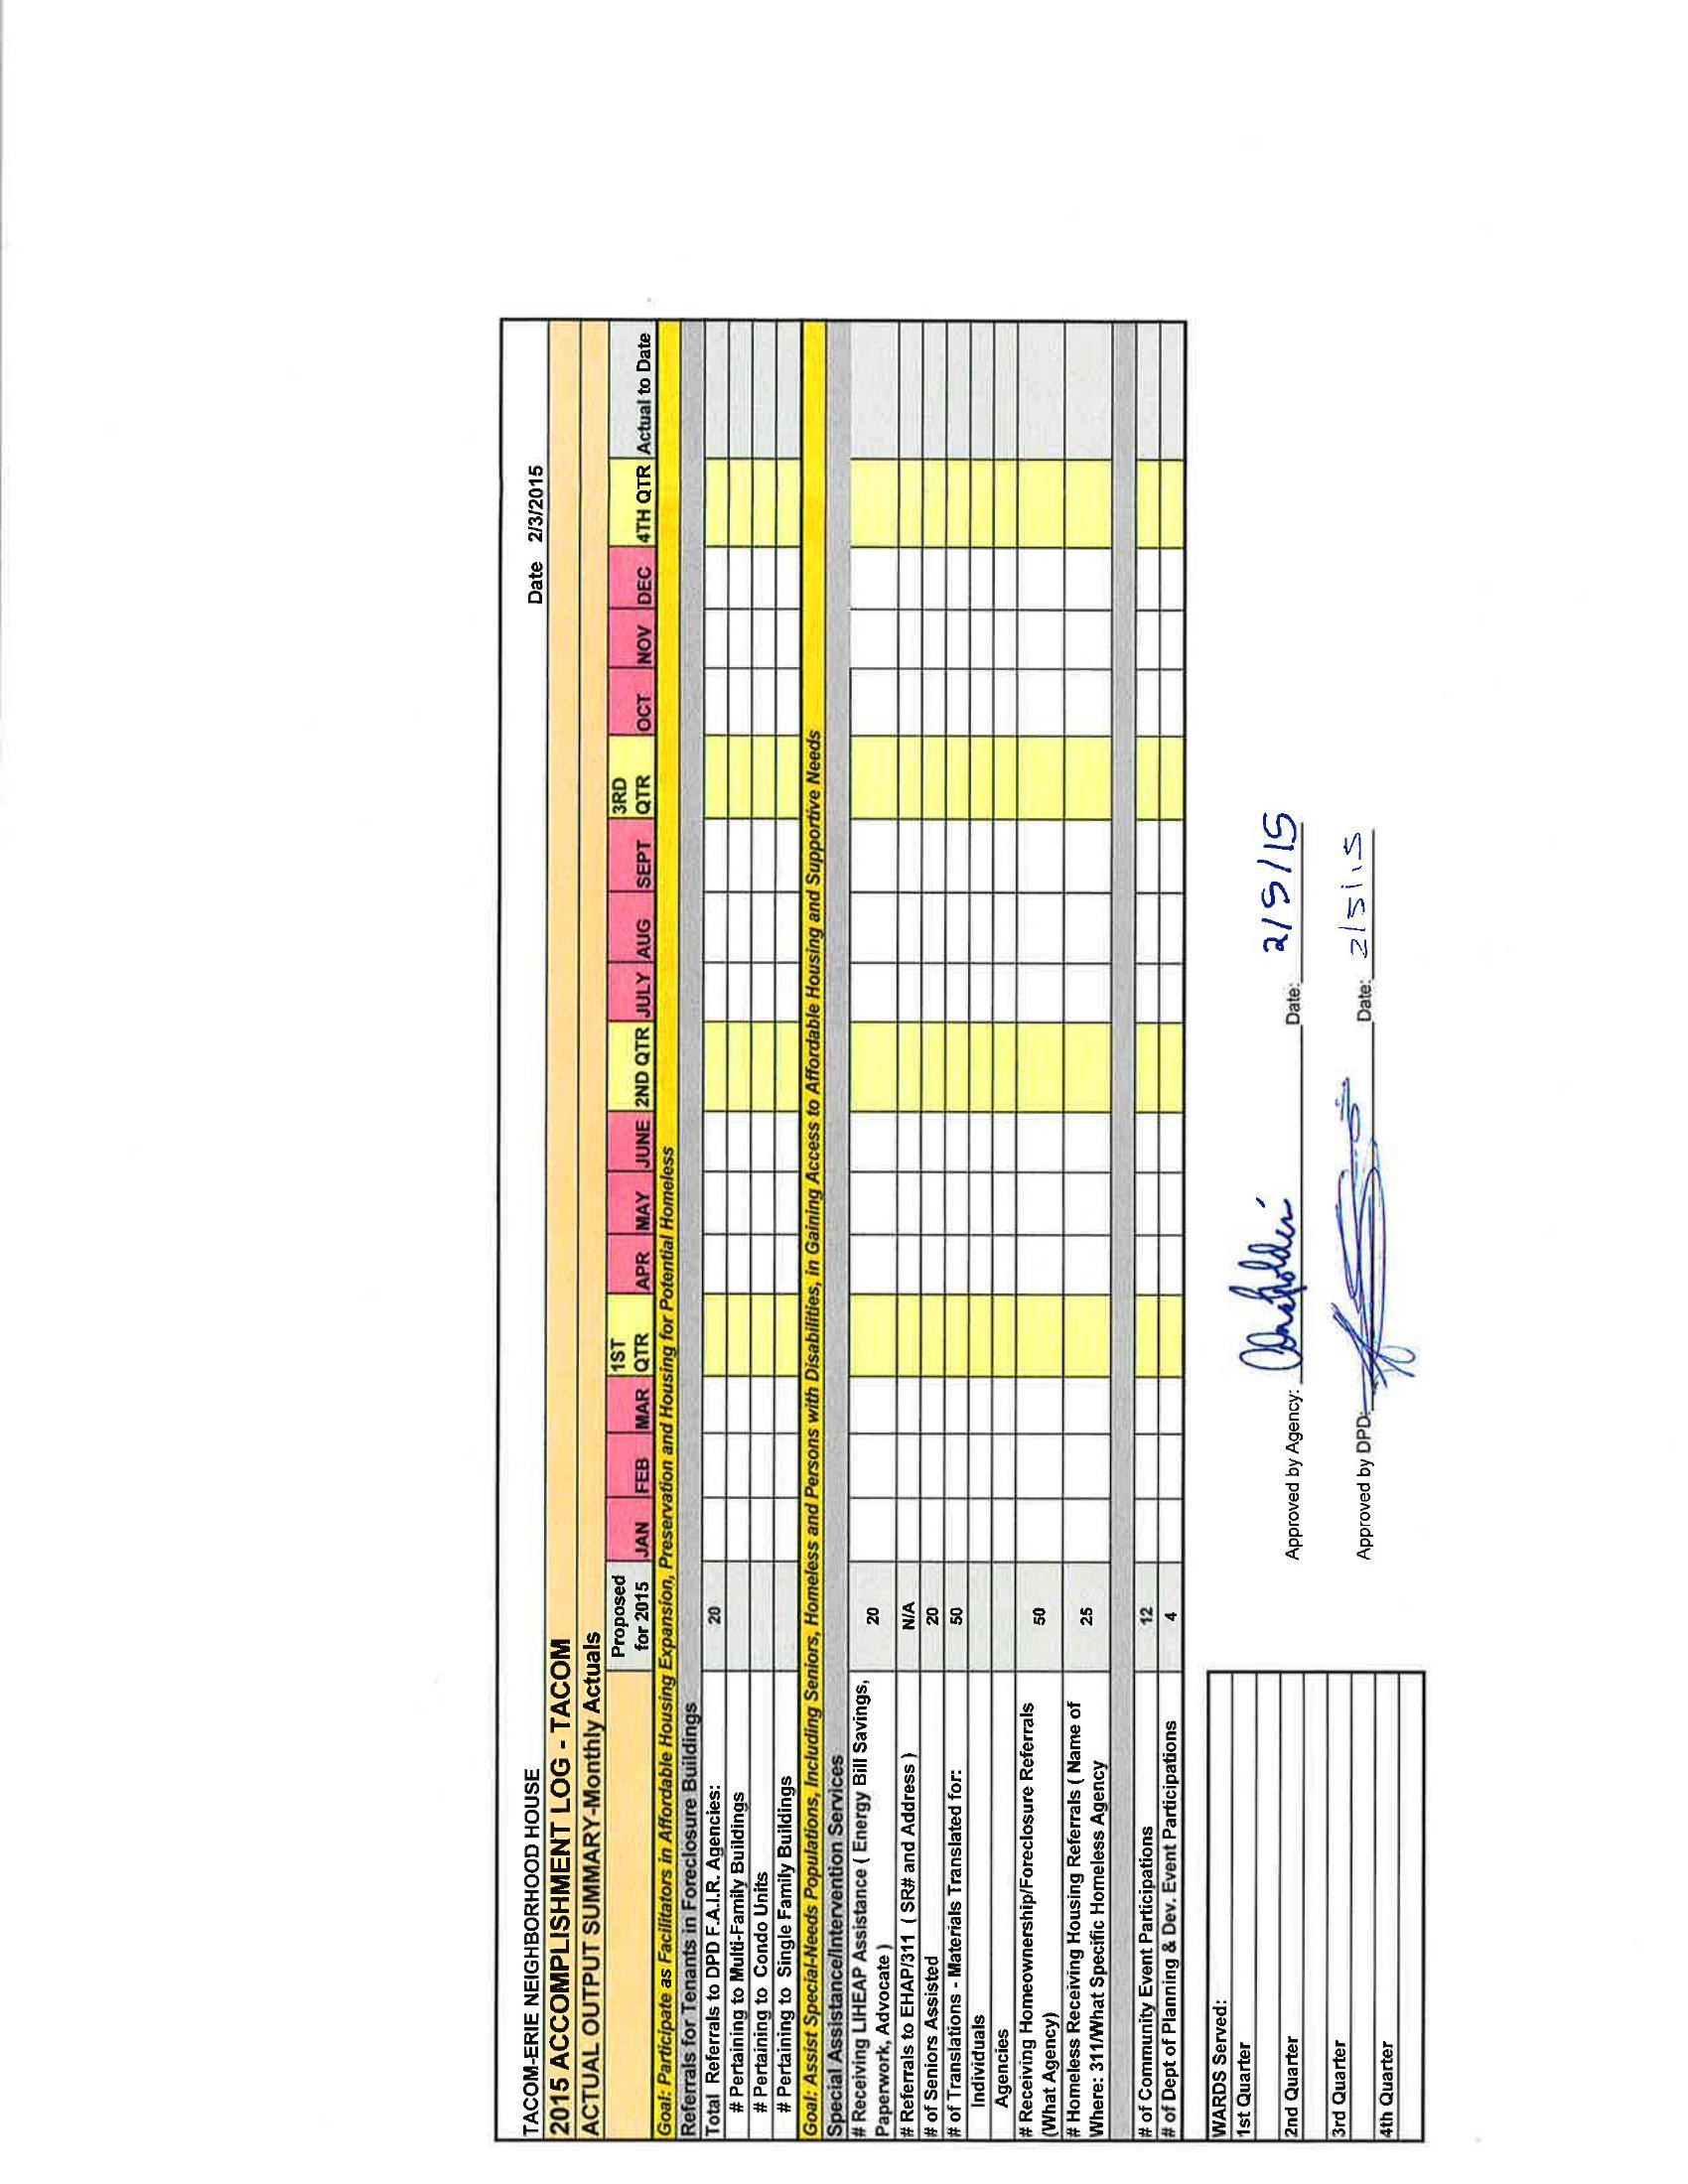 TACOM-ERIE NEIGHBORHOOD HOUSE Date 2/3/2015
2015 ACCOMPLISHMENT LOG - TACOM
ACTUAL OUTPUT SUMMARY-Monthly Actuals
Proposed for 2015 JAN FEB MAR 1ST QTR APR MAY JUNE 2ND QTR JULY AUG SEPT 3RD QTR OCT NOV DEC 4TH QTR Actual to Date
Goal: Participate as Facilitators in Affordable Housing Expansion, Preservation and Housing for Potential Homeless
Referrals for Tenants in Foreclosure Buildings
Total Referrals to DPD F.A.I.R. Agencies: 20
# Pertaining to Multi-Family Buildings
# Pertaining to Condo Units
# Pertaining to Single Family Buildings
Goal: Assist Special-Needs Populations, Including Seniors, Homeless and Persons with Disabilities, in Gaining Access to Affordable Housing and Supportive Needs
Special Assistance/Intervention Services
# Receiving LIHEAP Assistance ( Energy Bill Savings,
Paperwork, Advocate ) 20
# Referrals to EHAP/311 ( SR# and Address ) N/A
# of Seniors Assisted 20
# of Translations - Materials Translated for: 50
Individuals
Agencies
# Receiving Homeownership/Foreclosure Referrals
(What Agency) 50
# Homeless Receiving Housing Referrals ( Name of
Where: 311/What Specific Homeless Agency 25
# of Community Event Participations 12
# of Dept of Planning & Dev. Event Participations 4
WARDS Served:
1st Quarter
2nd Quarter
3rd Quarter
4th Quarter
Approved by Agency: Date: 2/5/15
Approved by DPD: Date: 2/5/15